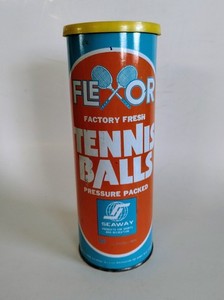 FLEXOR
FACTORY FRESH
TENNIS
BALLS
PRESSURE PACKED
SEAWAY